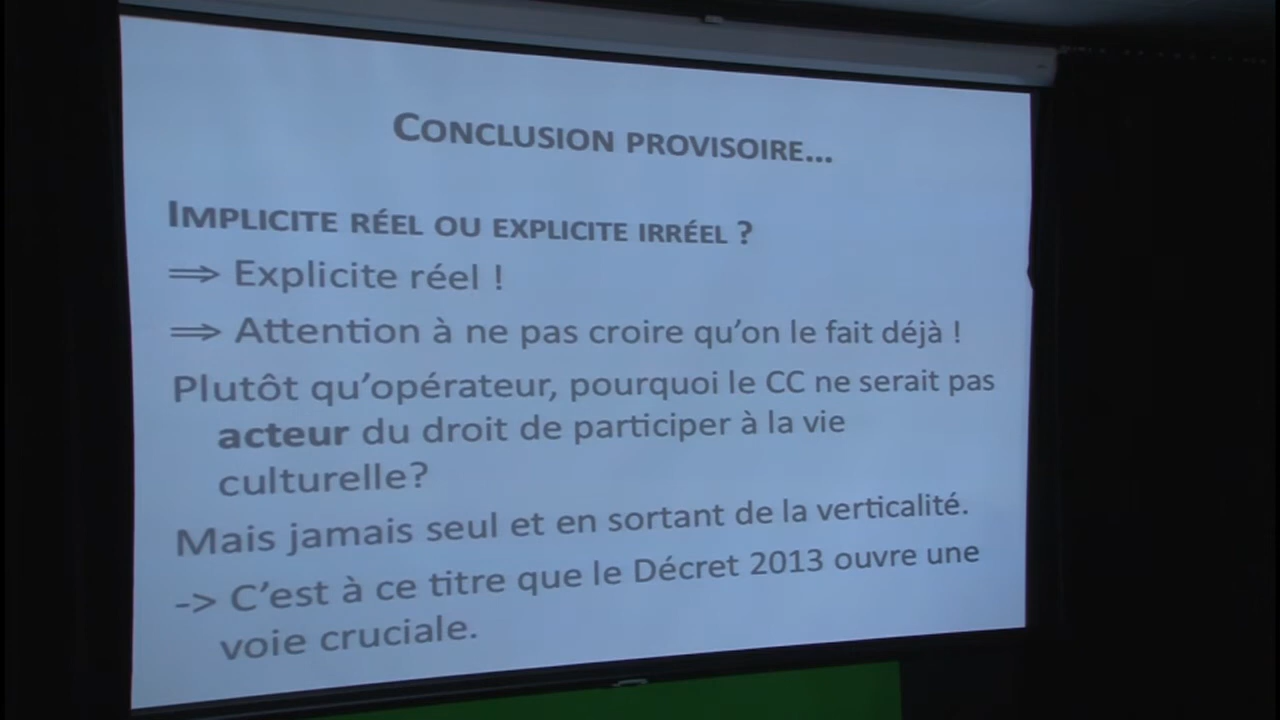 CONCLUSION PROVISOIRE...
IMPLICITE RÉEL OU EXPLICITE IRRÉEL ?
⇒ Explicite réel !
⇒ Attention à ne pas croire qu'on le fait déjà !
Plutôt qu'opérateur, pourquoi le CC ne serait pas
acteur du droit de participer à la vie
culturelle?
Mais jamais seul et en sortant de la verticalité.
-> C'est à ce titre que le Décret 2013 ouvre une
voie cruciale.